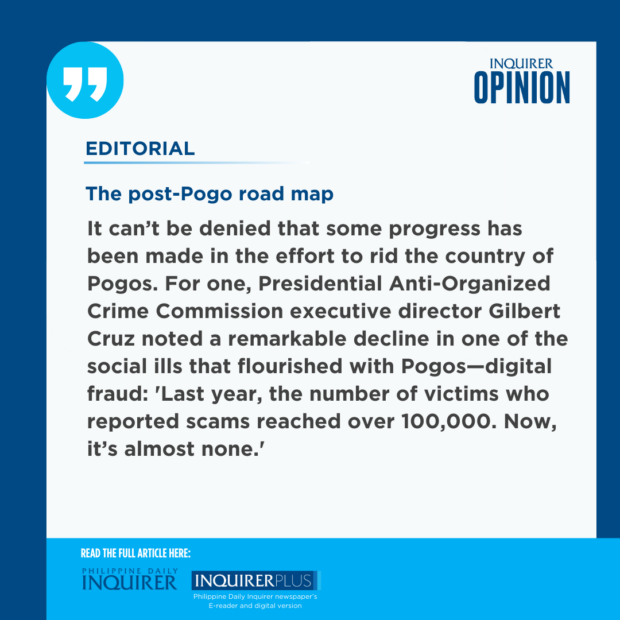 INQUIRER
OPINION
EDITORIAL
The post-Pogo road map
It can’t be denied that some progress has
been made in the effort to rid the country of
Pogos. For one, Presidential Anti-Organized
Crime Commission executive director Gilbert
Cruz noted a remarkable decline in one of the
social ills that flourished with Pogos—digital
fraud: 'Last year, the number of victims who
reported scams reached over 100,000. Now,
it’s almost none.'
READ THE FULL ARTICLE HERE:
PHILIPPINE DAILY
INQUIRER
INQUIRERPLUS
Philippine Daily Inquirer newspaper's
E-reader and digital version